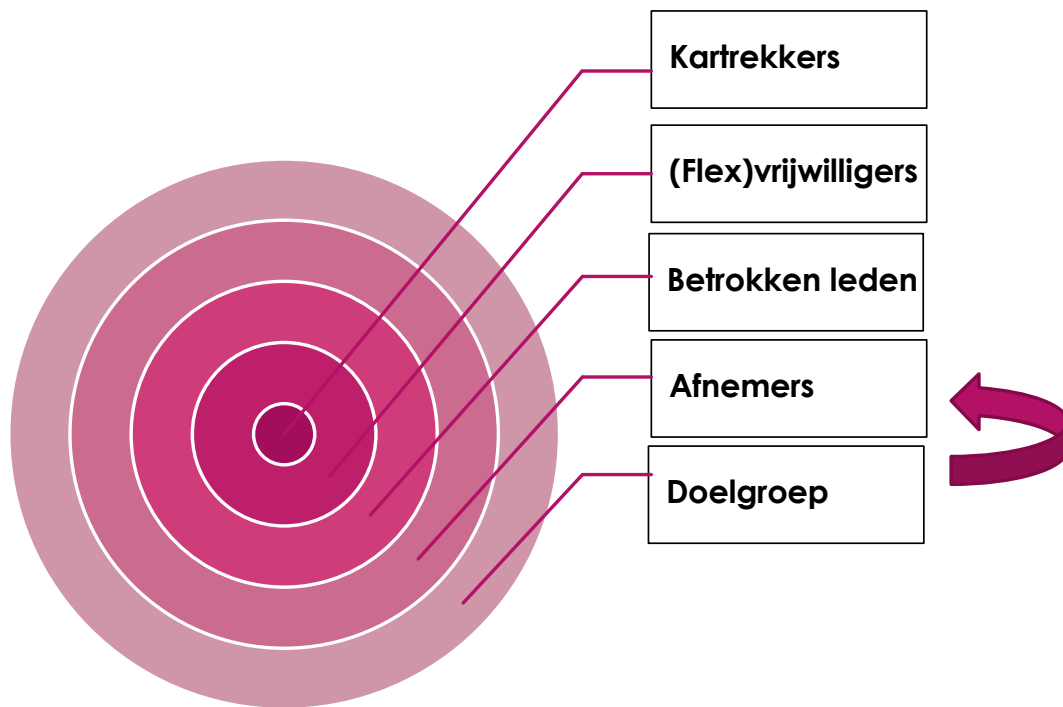 Kartrekkers
(Flex)vrijwilligers
Betrokken leden
Afnemers
Doelgroep